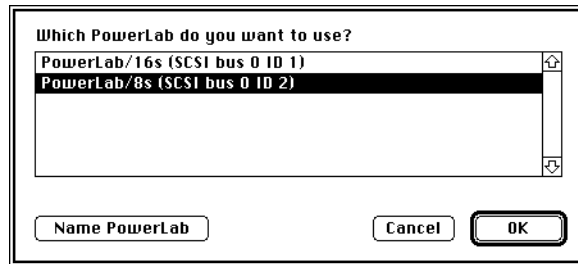 Which PowerLab do you want to use?
PowerLab/16s (SCSI bus 0 ID 1)
PowerLab/8s (SCSI bus 0 ID 2)
Name PowerLab
Cancel
OK